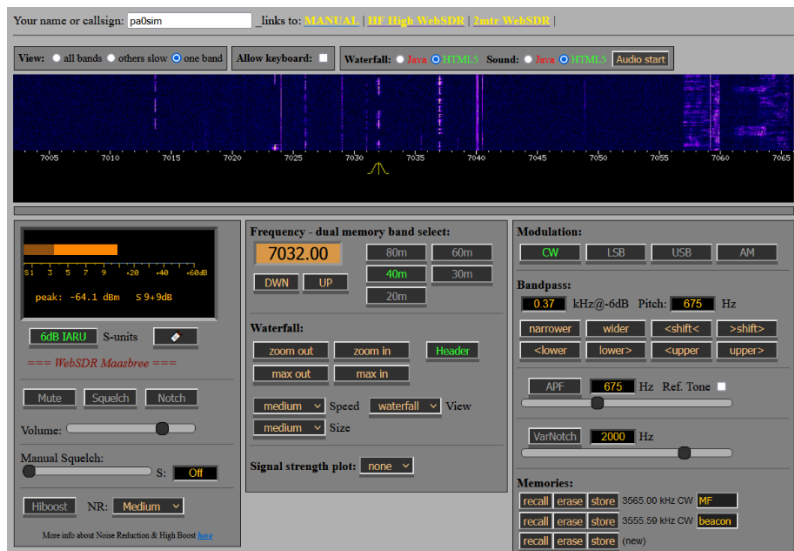 Your name or callsign: pa0sim _links to: MANUAL | HF High WebSDR | 2mtr WebSDR |
View: all bands others slow one band Allow keyboard: Waterfall: Java HTML5 Sound: Java HTML5 Audio start
7005 7010 7015 7020 7025 7030 7035 7040 7045 7050 7055 7060 7065
S1 3 5 7 9 +20 +40 +60dB
peak: -64.1 dBm S9+9dB
6dB IARU S-units
=== WebSDR Maasbree ===
Mute Squelch Notch
Volume:
Manual Squelch:
S: Off
Hiboost NR: Medium
More info about Noise Reduction & High Boost here
Frequency - dual memory band select:
7032.00 80m 60m
DWN UP 40m 30m
20m
Waterfall:
zoom out zoom in Header
max out max in
medium Speed waterfall View
medium Size
Signal strength plot: none
Modulation:
CW LSB USB AM
Bandpass:
0.37 kHz@-6dB Pitch: 675 Hz
narrower wider <shift< >shift>
<lower lower> <upper upper>
APF 675 Hz Ref. Tone
VarNotch 2000 Hz
Memories:
recall erase store 3565.00 kHz CW MF
recall erase store 3555.59 kHz CW beacon
recall erase store (new)